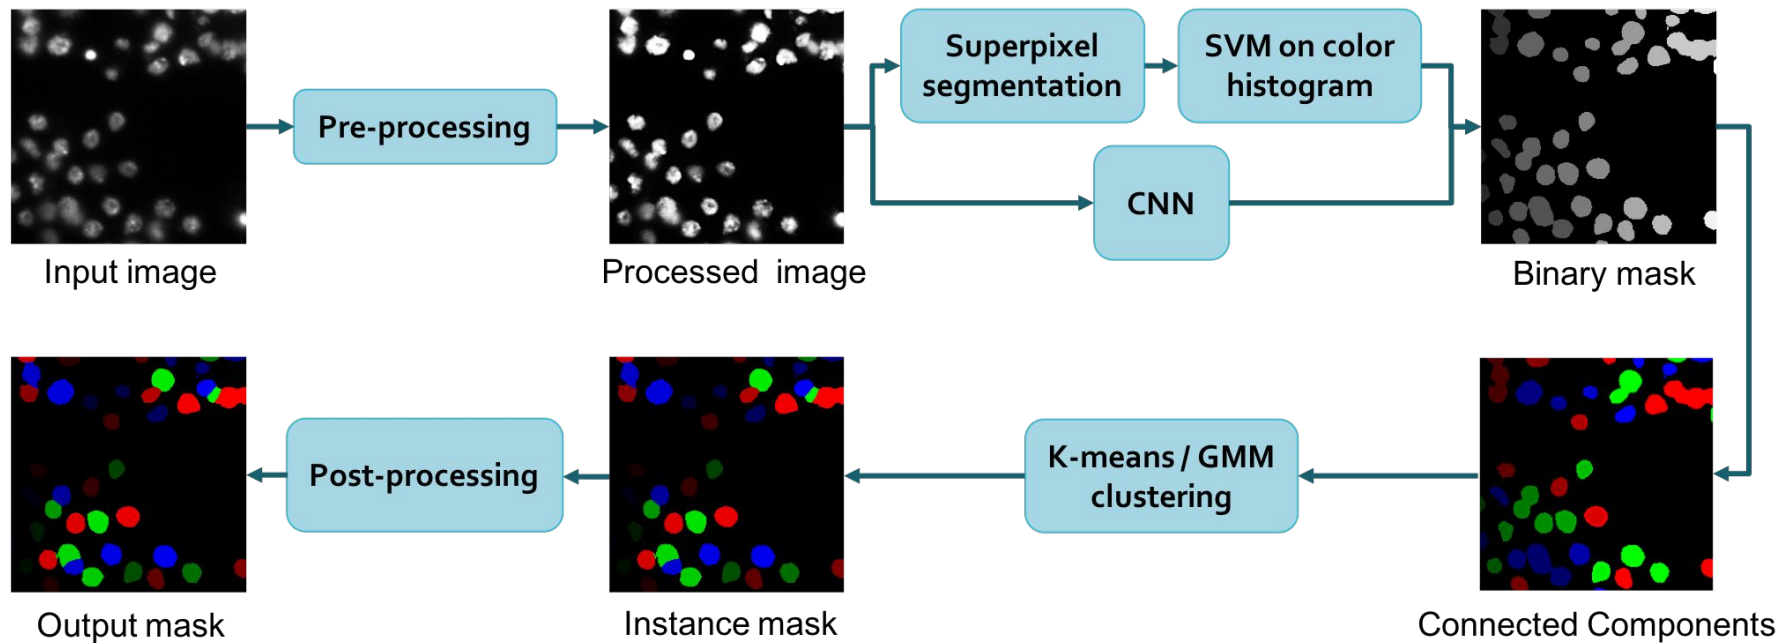 Pre-processing
Superpixel
segmentation
SVM on color
histogram
CNN
Input image
Processed image
Binary mask
Post-processing
K-means / GMM
clustering
Output mask
Instance mask
Connected Components